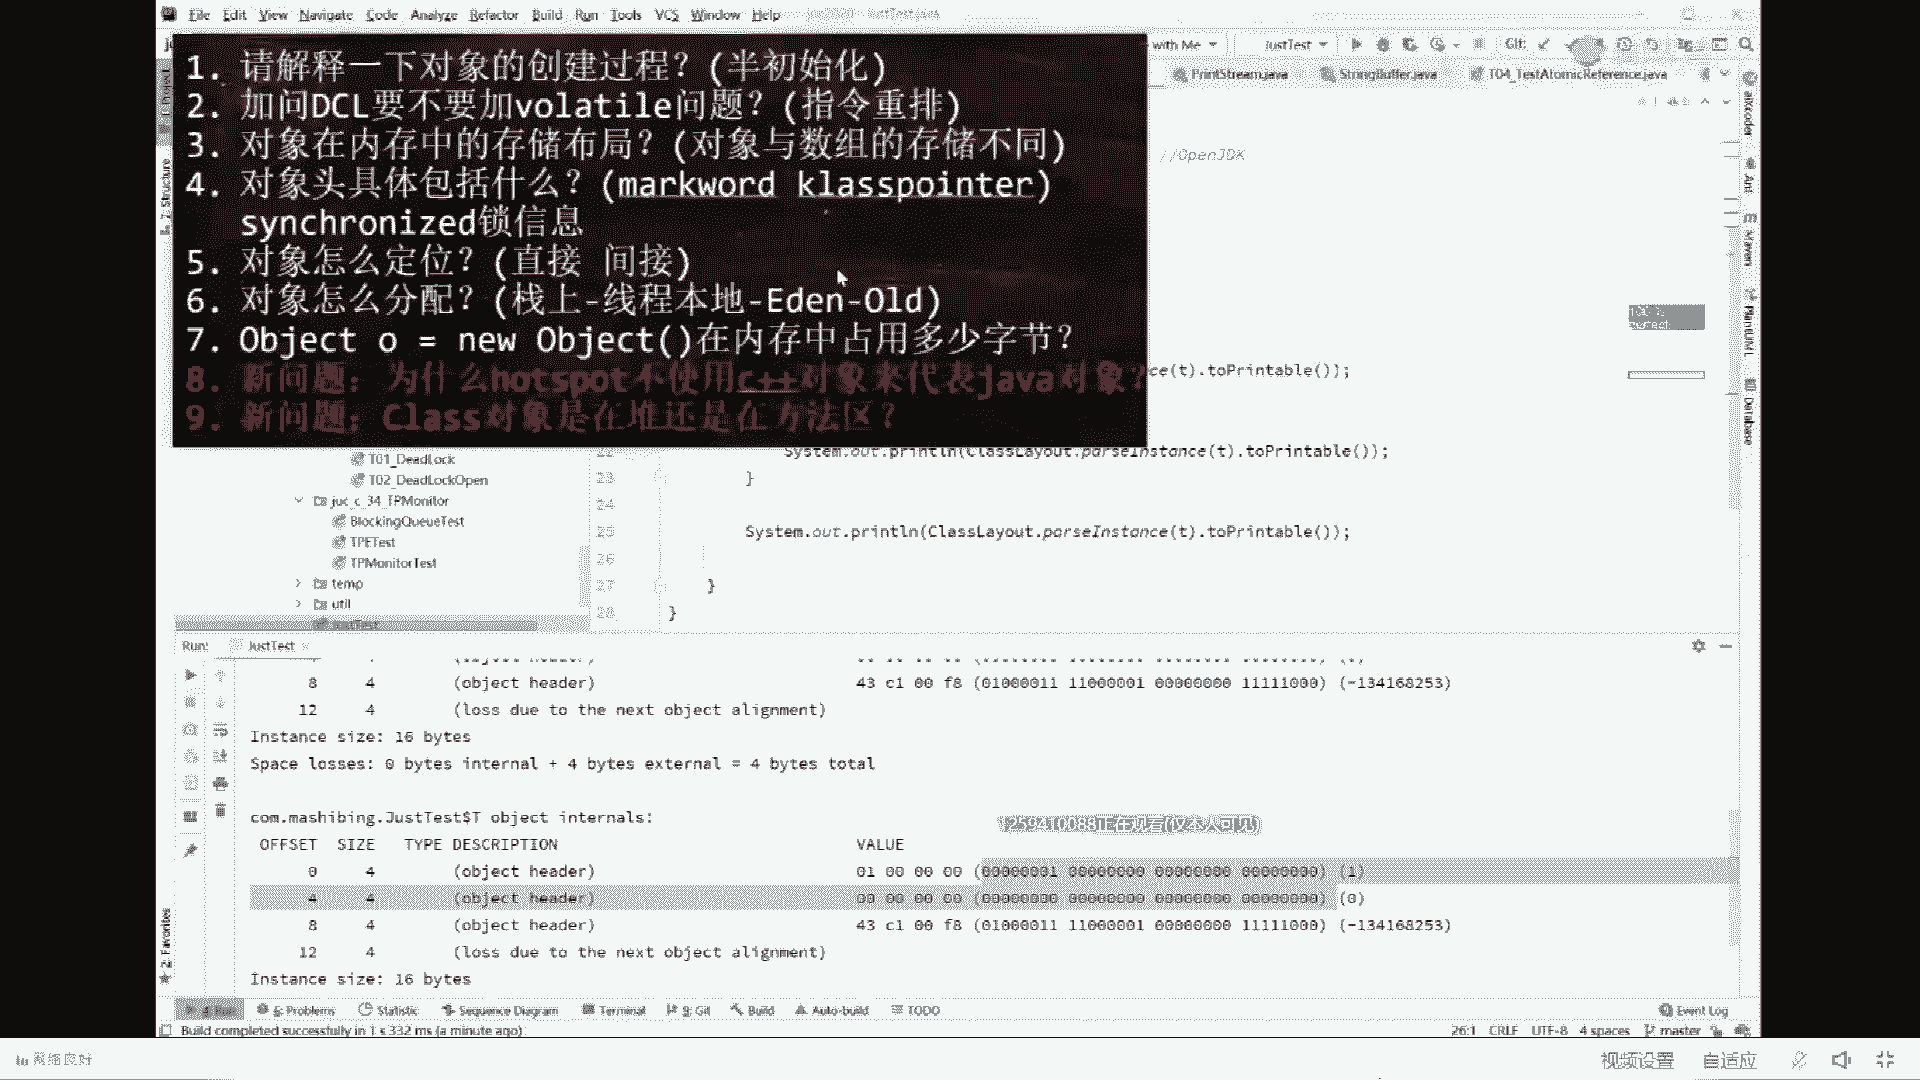 File Edit View Navigate Code Analyze Refactor Build Run Tools VCS Window Help
with Me JustTest Git:
PrintStream.java StringBuffer.java T04_TestAtomicReference.java
1. 请解释一下对象的创建过程？(半初始化)
2. 加问DCL要不要加volatile问题？(指令重排)
3. 对象在内存中的存储布局？(对象与数组的存储不同)
4. 对象头具体包括什么？(markword klasspointer)
synchronized锁信息
5. 对象怎么定位？(直接 间接)
6. 对象怎么分配？(栈上-线程本地-Eden-Old)
7. Object o = new Object()在内存中占用多少字节？
8. 新问题：为什么hotspot不使用c++对象来代表java对象？
9. 新问题：Class对象是在堆还是在方法区？
//OpenJDK
ce(t).toPrintable());
T01_DeadLock
T02_DeadLockOpen
juc_c_34_TPMonitor
BlockingQueueTest
TPETest
TPMonitorTest
temp
util
22 System.out.println(ClassLayout.parseInstance(t).toPrintable());
23 }
24
25 System.out.println(ClassLayout.parseInstance(t).toPrintable());
26
27 }
28 }
Project
Structure
Favorites
aiXcoder
Ant
Maven
PlantUML
Database
Run: JustTest
8 4 (object header) 43 c1 00 f8 (01000011 11000001 00000000 11111000) (-134168253)
12 4 (loss due to the next object alignment)
Instance size: 16 bytes
Space losses: 0 bytes internal + 4 bytes external = 4 bytes total
com.mashibing.JustTest$T object internals:
OFFSET SIZE TYPE DESCRIPTION VALUE
0 4 (object header) 01 00 00 00 (00000001 00000000 00000000 00000000) (1)
4 4 (object header) 00 00 00 00 (00000000 00000000 00000000 00000000) (0)
8 4 (object header) 43 c1 00 f8 (01000011 11000001 00000000 11111000) (-134168253)
12 4 (loss due to the next object alignment)
Instance size: 16 bytes
1259410088正在观看(仅本人可见)
4: Run 6: Problems Statistic Sequence Diagram Terminal 9: Git Build Auto-build TODO Event Log
Build completed successfully in 1 s 332 ms (a minute ago) 26:1 CRLF UTF-8 4 spaces master
网络良好 视频设置 自适应